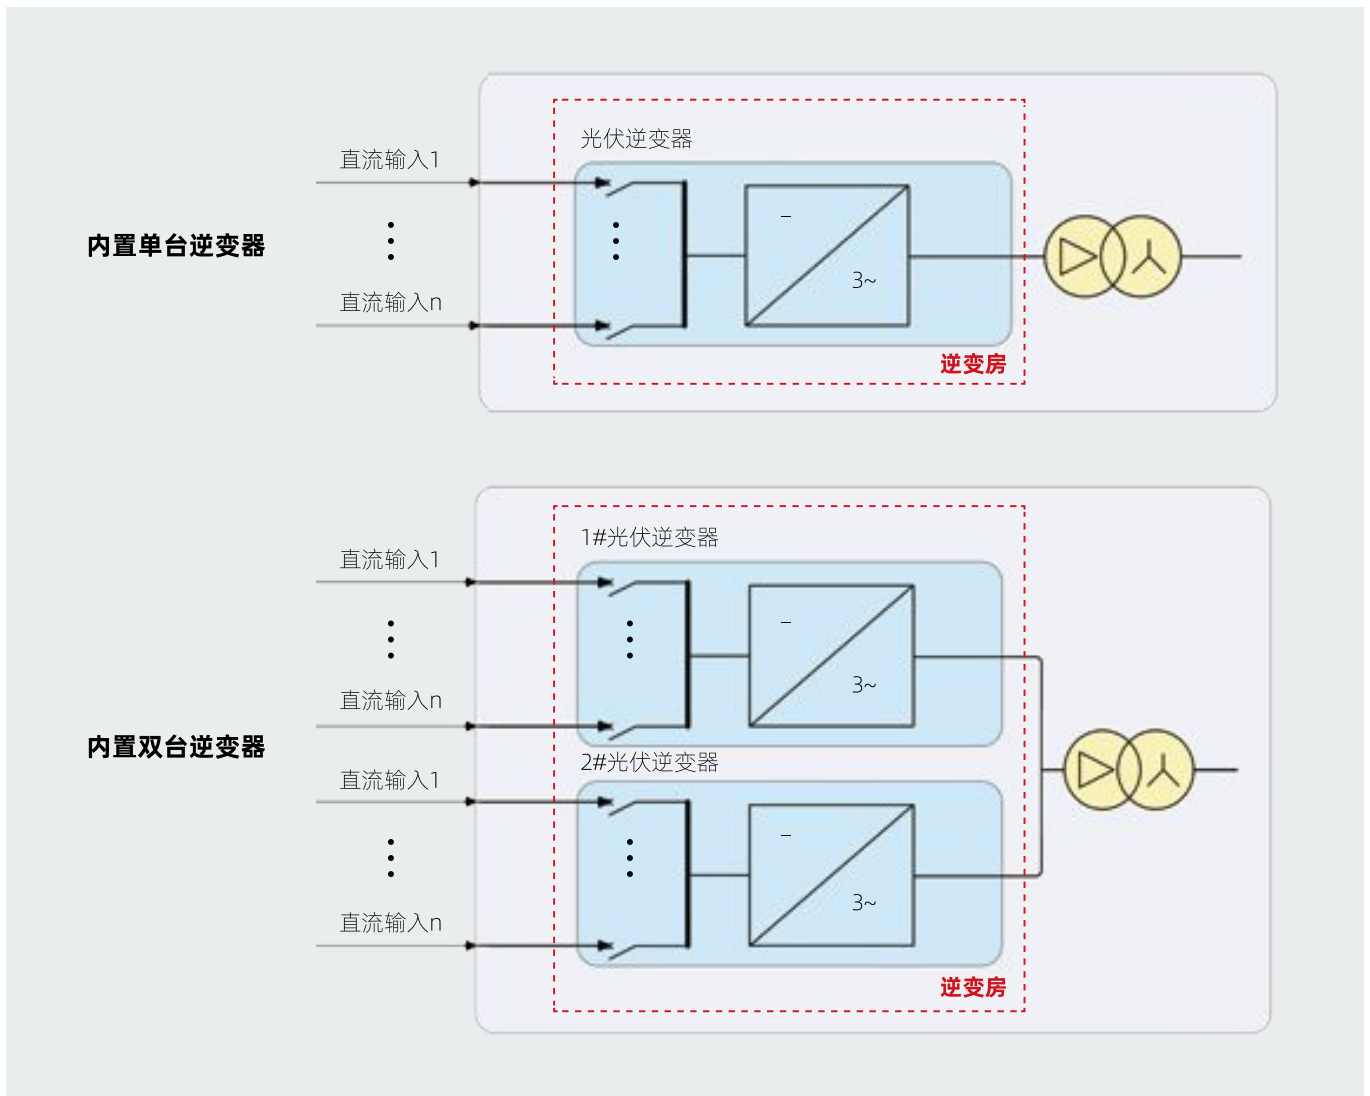 光伏逆变器
直流输入1
内置单台逆变器
–
3~
直流输入n
逆变房
1#光伏逆变器
直流输入1
–
3~
直流输入n
内置双台逆变器
2#光伏逆变器
直流输入1
–
3~
直流输入n
逆变房